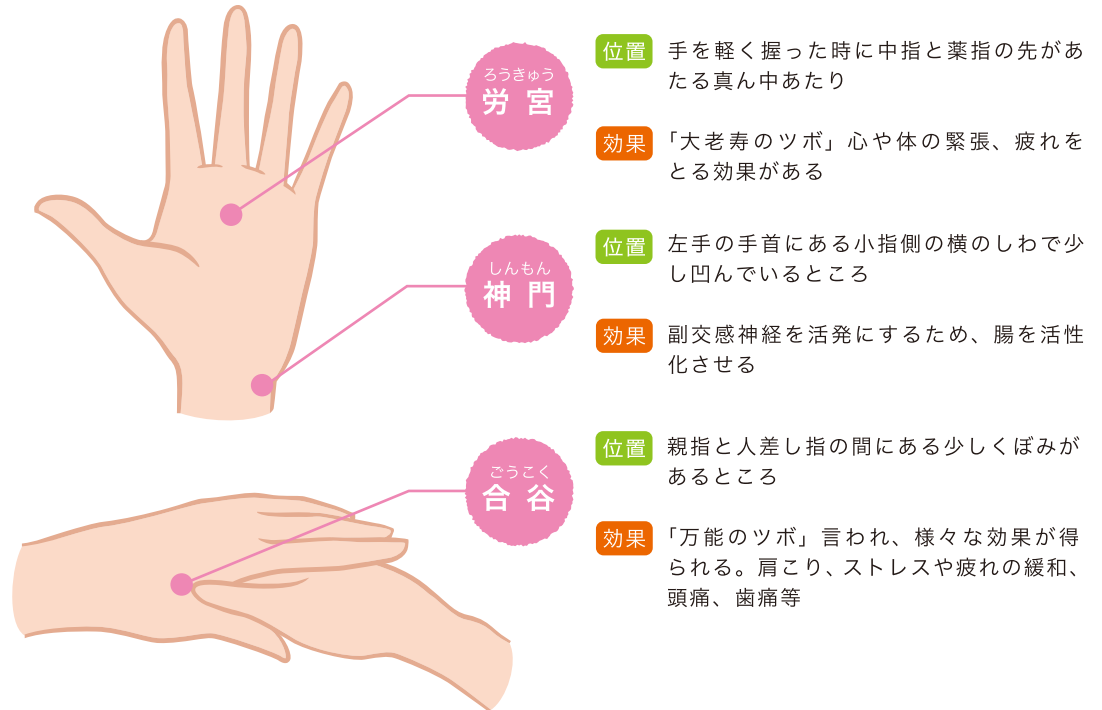 ろうきゅう
労宮
位置
手を軽く握った時に中指と薬指の先があ
たる真ん中あたり
効果
「大老寿のツボ」心や体の緊張、疲れを
とる効果がある
しんもん
神門
位置
左手の手首にある小指側の横のしわで少
し凹んでいるところ
効果
副交感神経を活発にするため、腸を活性
化させる
ごうこく
合谷
位置
親指と人差し指の間にある少しくぼみが
あるところ
効果
「万能のツボ」言われ、様々な効果が得
られる。肩こり、ストレスや疲れの緩和、
頭痛、歯痛等